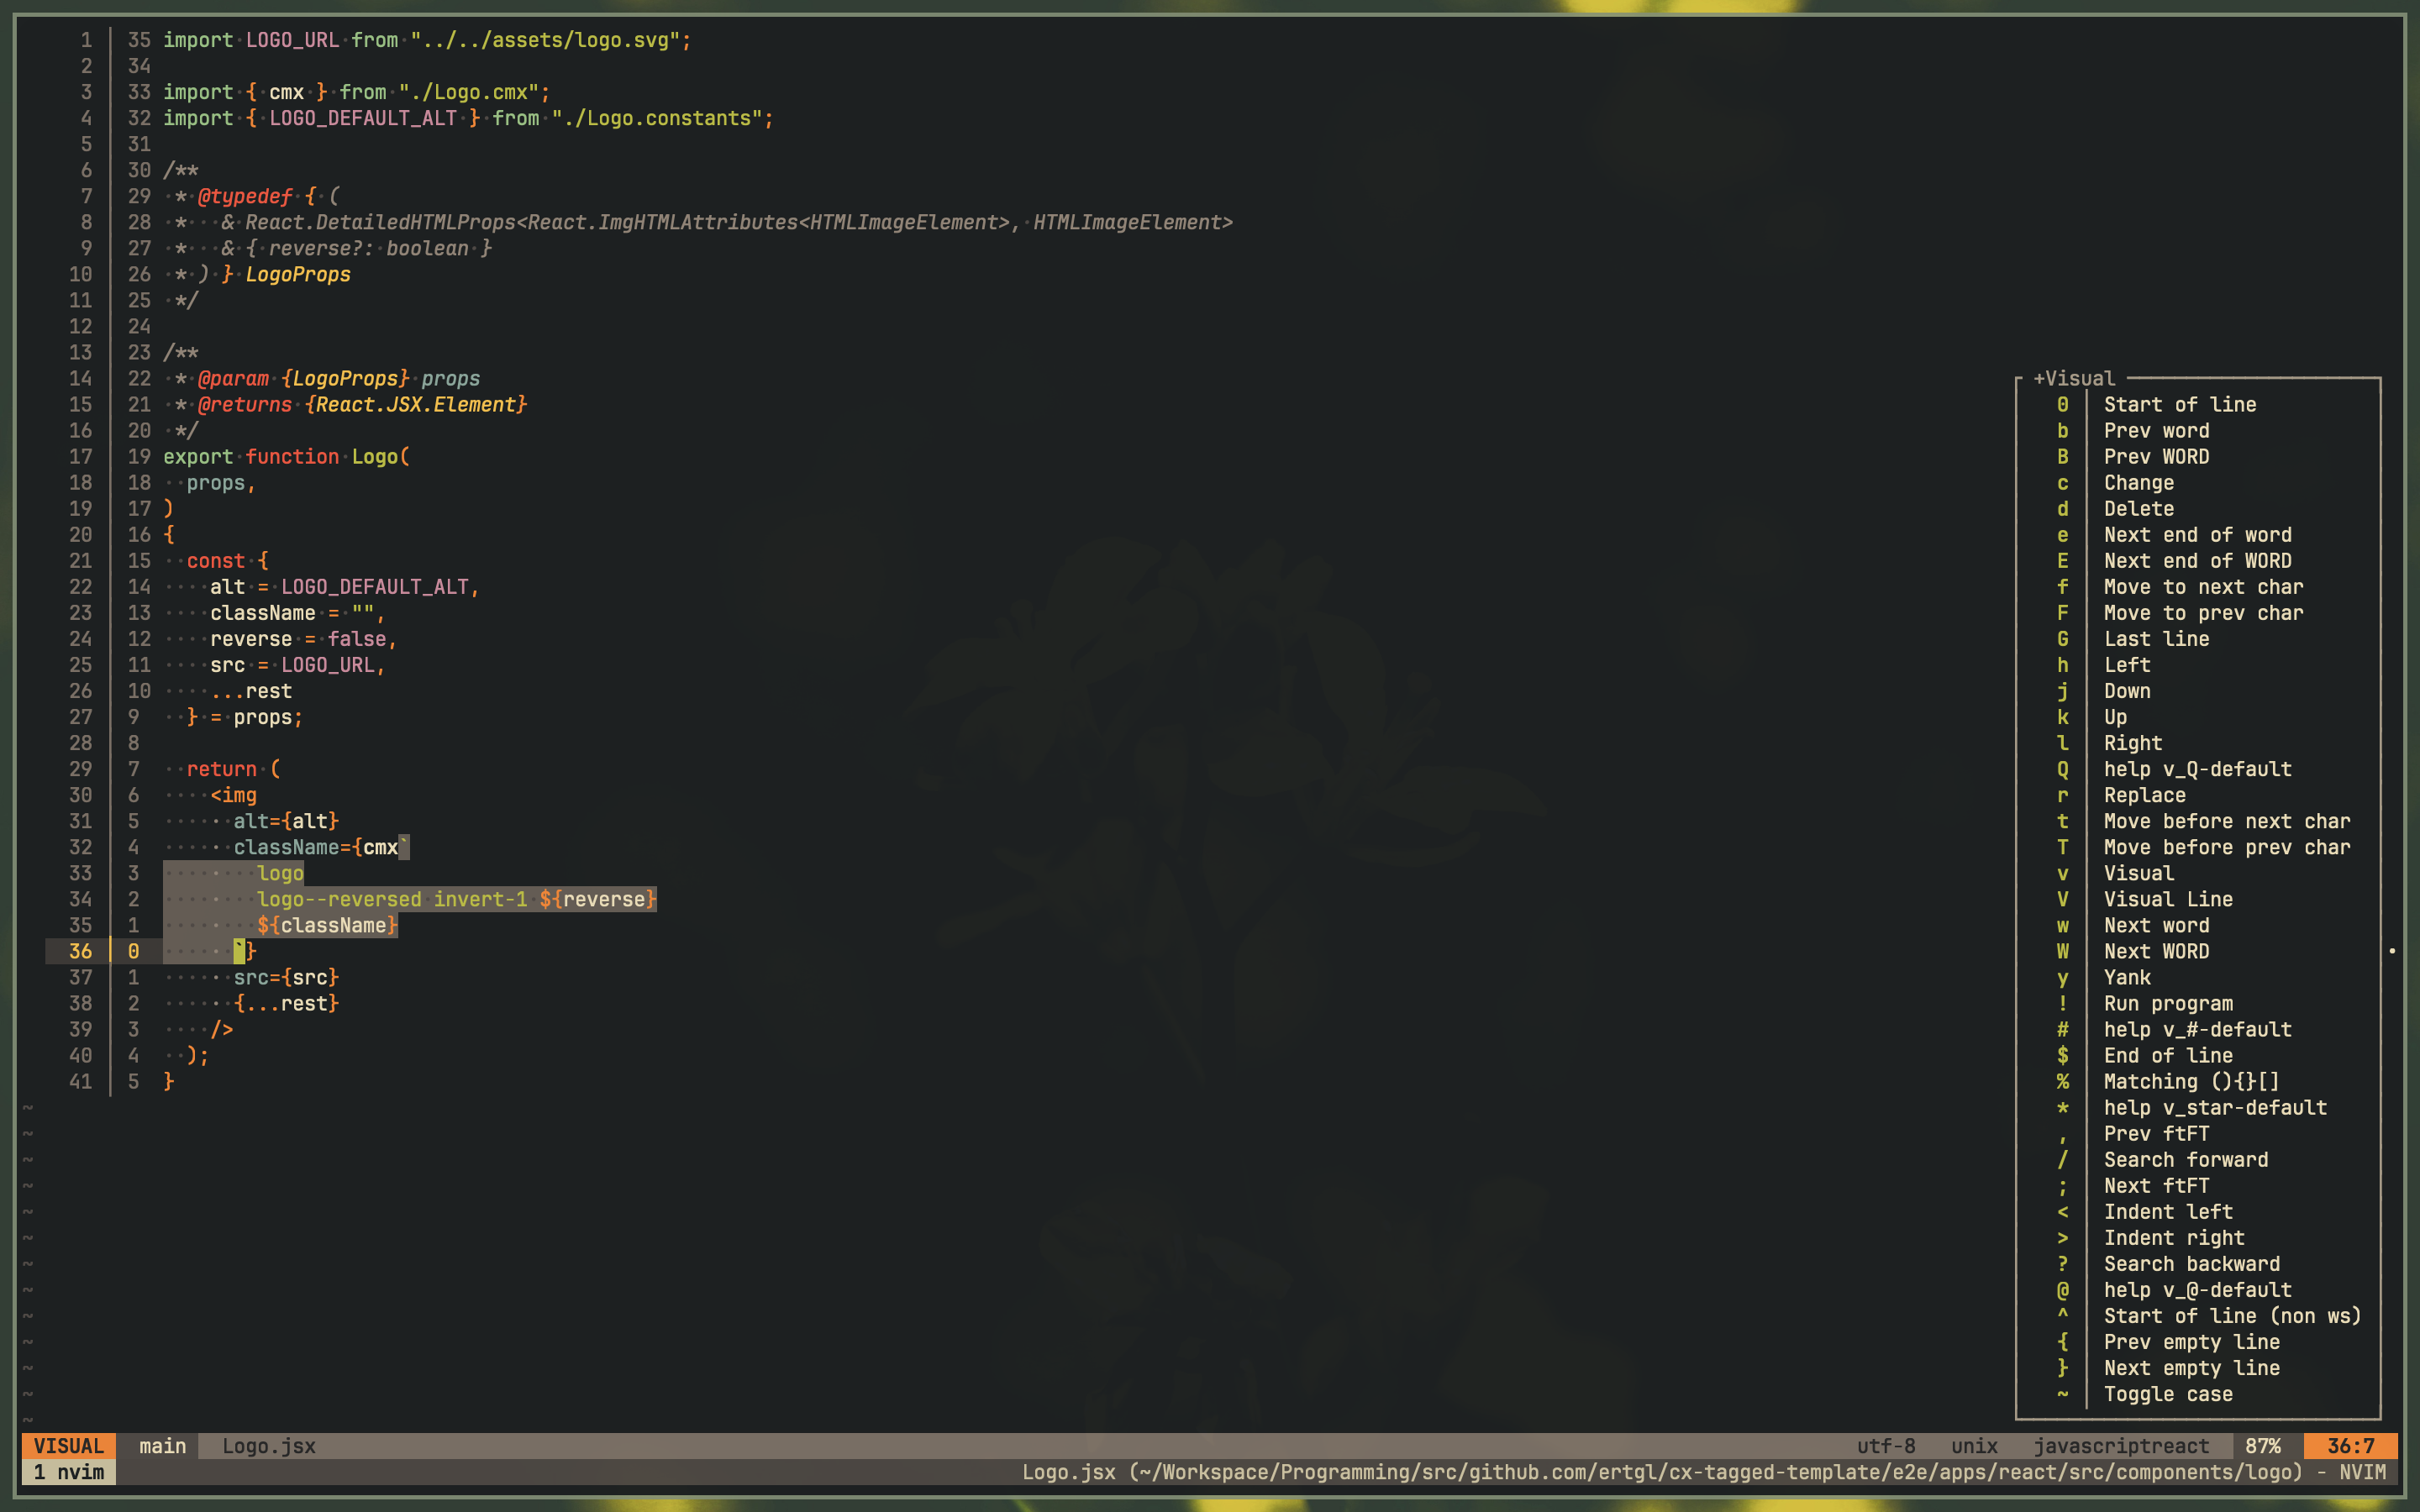 1 35 import LOGO_URL from "../../assets/logo.svg";
2 34
3 33 import { cmx } from "./Logo.cmx";
4 32 import { LOGO_DEFAULT_ALT } from "./Logo.constants";
5 31
6 30 /**
7 29  * @typedef { (
8 28  *   & React.DetailedHTMLProps<React.ImgHTMLAttributes<HTMLImageElement>, HTMLImageElement>
9 27  *   & { reverse?: boolean }
10 26  * ) } LogoProps
11 25  */
12 24
13 23 /**
14 22  * @param {LogoProps} props
15 21  * @returns {React.JSX.Element}
16 20  */
17 19 export function Logo(
18 18   props,
19 17 )
20 16 {
21 15   const {
22 14     alt = LOGO_DEFAULT_ALT,
23 13     className = "",
24 12     reverse = false,
25 11     src = LOGO_URL,
26 10     ...rest
27 9   } = props;
28 8
29 7   return (
30 6     <img
31 5       alt={alt}
32 4       className={cmx`
33 3         logo
34 2         logo--reversed invert-1 ${reverse}
35 1         ${className}
36 0       `}
37 1       src={src}
38 2       {...rest}
39 3     />
40 4   );
41 5 }
~
~
~
~
~
~
~
~
~
~
~
~
~
+Visual
0 Start of line
b Prev word
B Prev WORD
c Change
d Delete
e Next end of word
E Next end of WORD
f Move to next char
F Move to prev char
G Last line
h Left
j Down
k Up
l Right
Q help v_Q-default
r Replace
t Move before next char
T Move before prev char
v Visual
V Visual Line
w Next word
W Next WORD
y Yank
! Run program
# help v_#-default
$ End of line
% Matching (){}[]
* help v_star-default
, Prev ftFT
/ Search forward
; Next ftFT
< Indent left
> Indent right
? Search backward
@ help v_@-default
^ Start of line (non ws)
{ Prev empty line
} Next empty line
~ Toggle case
VISUAL main Logo.jsx utf-8 unix javascriptreact 87% 36:7
1 nvim Logo.jsx (~/Workspace/Programming/src/github.com/ertgl/cx-tagged-template/e2e/apps/react/src/components/logo) - NVIM